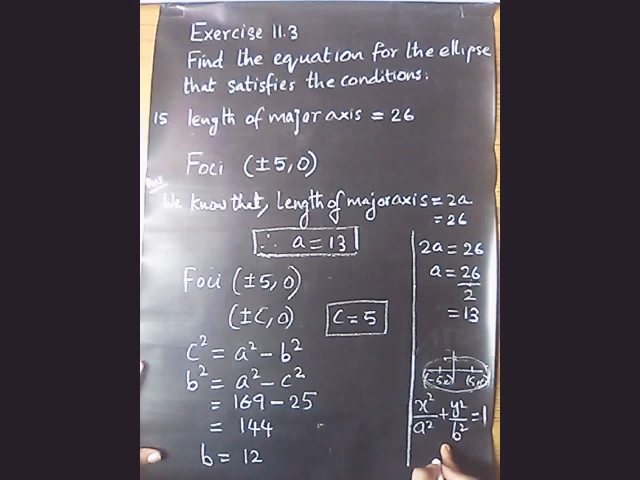 Exercise 11.3
Find the equation for the ellipse
that satisfies the conditions:
15 length of major axis = 26
Foci (±5,0)
We know that, Length of major axis = 2a
= 26
∴ a = 13
Foci (±5,0)
(±C,0) C = 5
c² = a² - b²
b² = a² - c²
= 169 - 25
= 144
b = 12
2a = 26
a = 26/2
= 13
x²/a² + y²/b² = 1